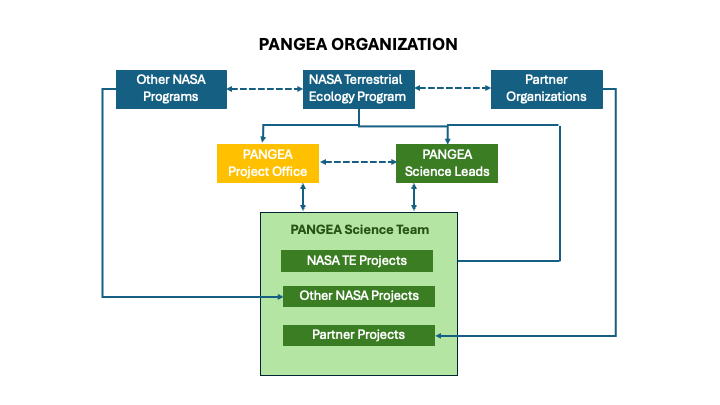 PANGEA ORGANIZATION
Other NASA
Programs
NASA Terrestrial
Ecology Program
Partner
Organizations
PANGEA
Project Office
PANGEA
Science Leads
PANGEA Science Team
NASA TE Projects
Other NASA Projects
Partner Projects